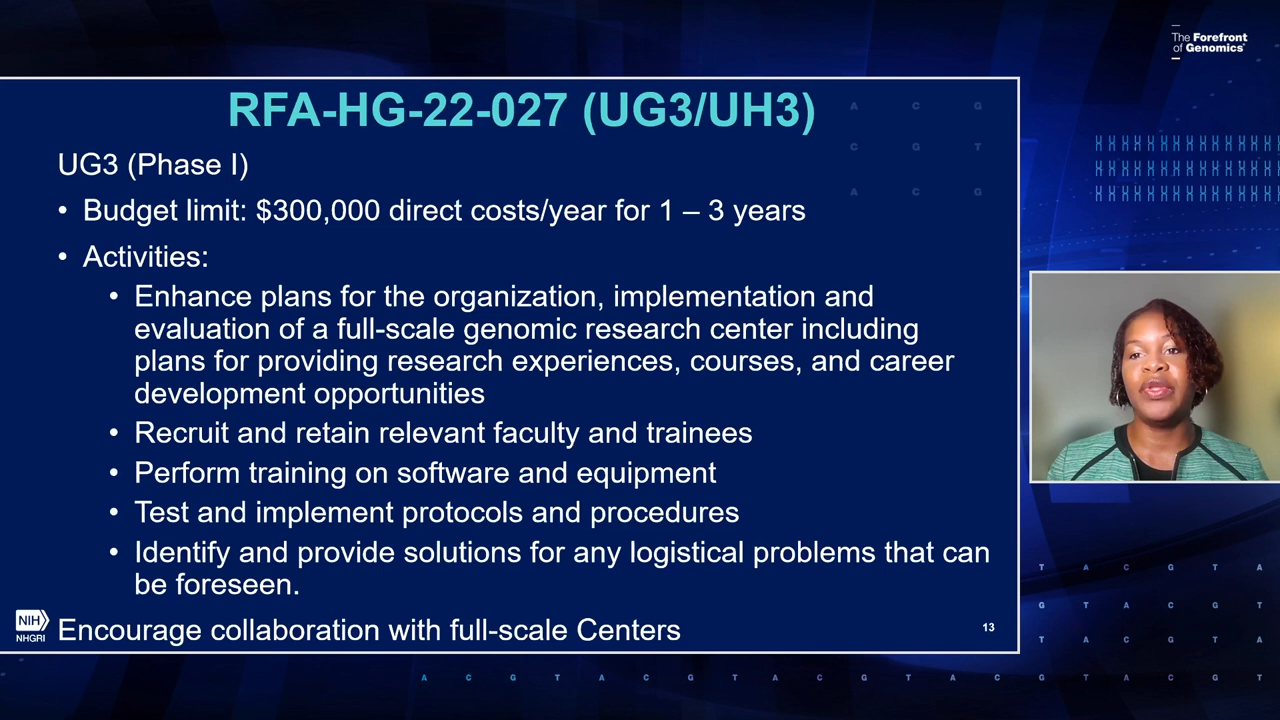 The Forefront
of Genomics®
RFA-HG-22-027 (UG3/UH3)
A C G
C G T
A C G
UG3 (Phase I)
• Budget limit: $300,000 direct costs/year for 1 – 3 years
• Activities:
• Enhance plans for the organization, implementation and
evaluation of a full-scale genomic research center including
plans for providing research experiences, courses, and career
development opportunities
• Recruit and retain relevant faculty and trainees
• Perform training on software and equipment
• Test and implement protocols and procedures
• Identify and provide solutions for any logistical problems that can
be foreseen.
NIH
NHGRI
Encourage collaboration with full-scale Centers
13
T A C G T A
G T A C G T
T A C G T A
A C G T A C G T A C G T A C G T A C G T